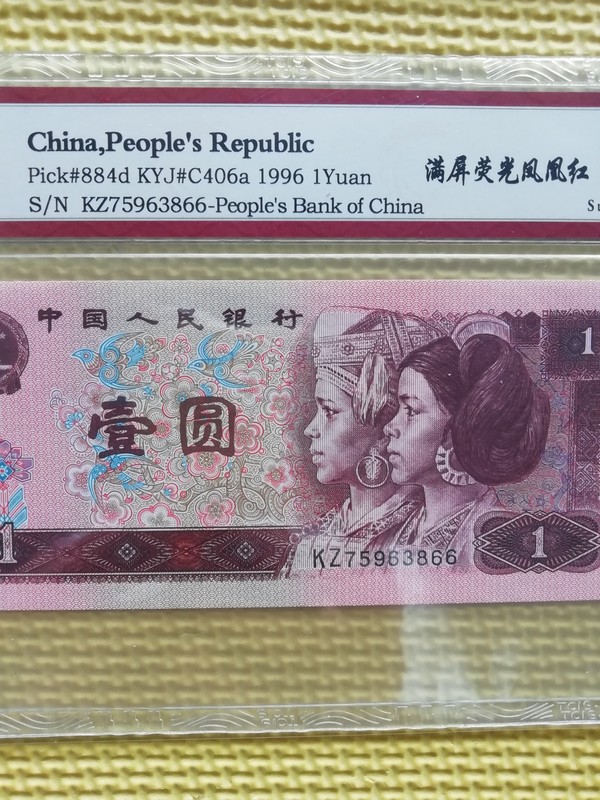 China,People's Republic
Pick#884d KYJ#C406a 1996 1Yuan
S/N KZ75963866-People's Bank of China
满屏荧光凤凰红
中国人民银行
1
壹圆
1
KZ75963866
1